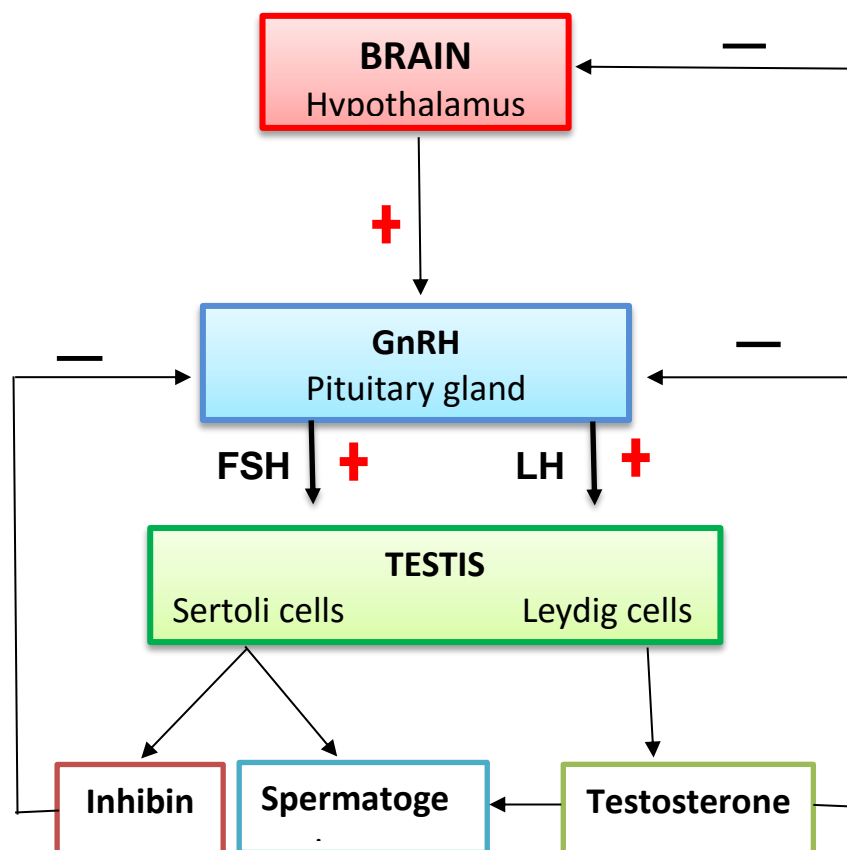 BRAIN
Hypothalamus
GnRH
Pituitary gland
FSH
LH
TESTIS
Sertoli cells
Leydig cells
Inhibin
Spermatoge
Testosterone